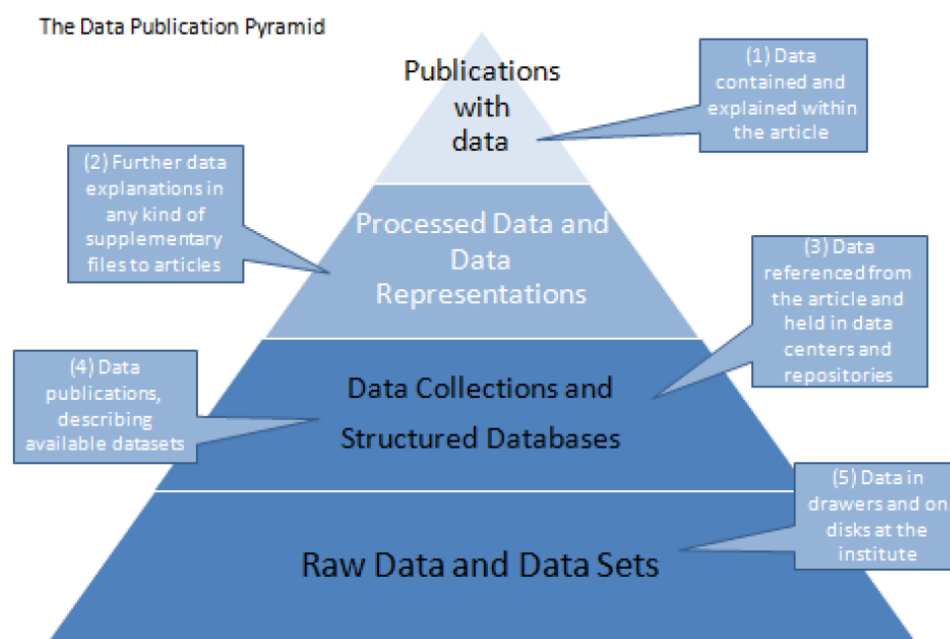 The Data Publication Pyramid
Publications
with
data
(1) Data
contained and
explained within
the article
(2) Further data
explanations in
any kind of
supplementary
files to articles
Processed Data and
Data
Representations
(3) Data
referenced from
the article and
held in data
centers and
repositories
(4) Data
publications,
describing
available datasets
Data Collections and
Structured Databases
(5) Data in
drawers and on
disks at the
institute
Raw Data and Data Sets